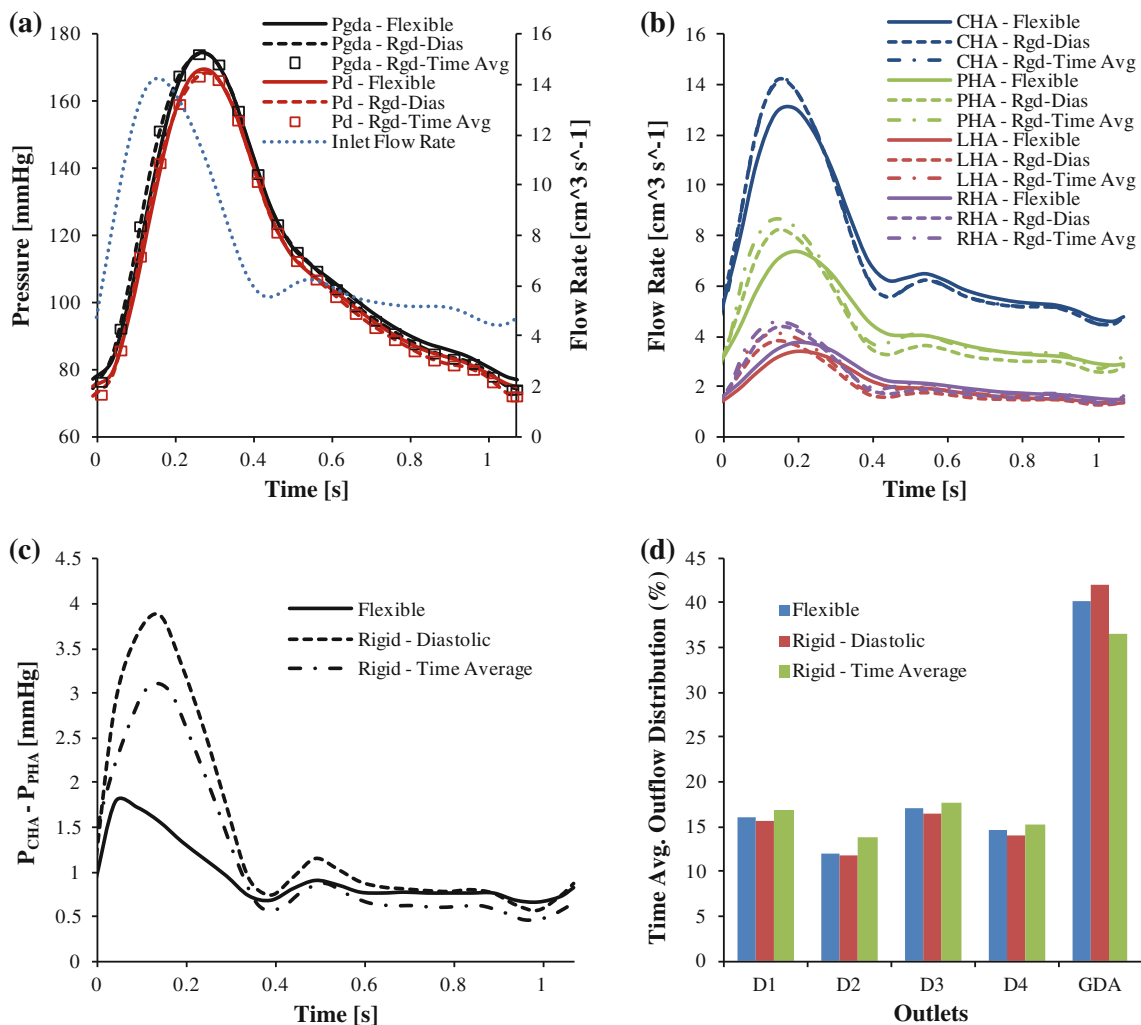 (a)
180
160
140
120
100
80
60
Pressure [mmHg]
Pgda - Flexible
Pgda - Rgd-Dias
Pgda - Rgd-Time Avg
Pd - Flexible
Pd - Rgd-Dias
Pd - Rgd-Time Avg
Inlet Flow Rate
16
14
12
10
8
6
4
2
0
Flow Rate [cm^3 s^-1]
0 0.2 0.4 0.6 0.8 1
Time [s]
(b)
16
14
12
10
8
6
4
2
0
Flow Rate [cm^3 s^-1]
CHA - Flexible
CHA - Rgd-Dias
CHA - Rgd-Time Avg
PHA - Flexible
PHA - Rgd-Dias
PHA - Rgd-Time Avg
LHA - Flexible
LHA - Rgd-Dias
LHA - Rgd-Time Avg
RHA - Flexible
RHA - Rgd-Dias
RHA - Rgd-Time Avg
0 0.2 0.4 0.6 0.8 1
Time [s]
(c)
4.5
4
3.5
3
2.5
2
1.5
1
0.5
0
P_CHA - P_PHA [mmHg]
Flexible
Rigid - Diastolic
Rigid - Time Average
0 0.2 0.4 0.6 0.8 1
Time [s]
(d)
45
40
35
30
25
20
15
10
5
0
Time Avg. Outflow Distribution (%)
Flexible
Rigid - Diastolic
Rigid - Time Average
D1 D2 D3 D4 GDA
Outlets